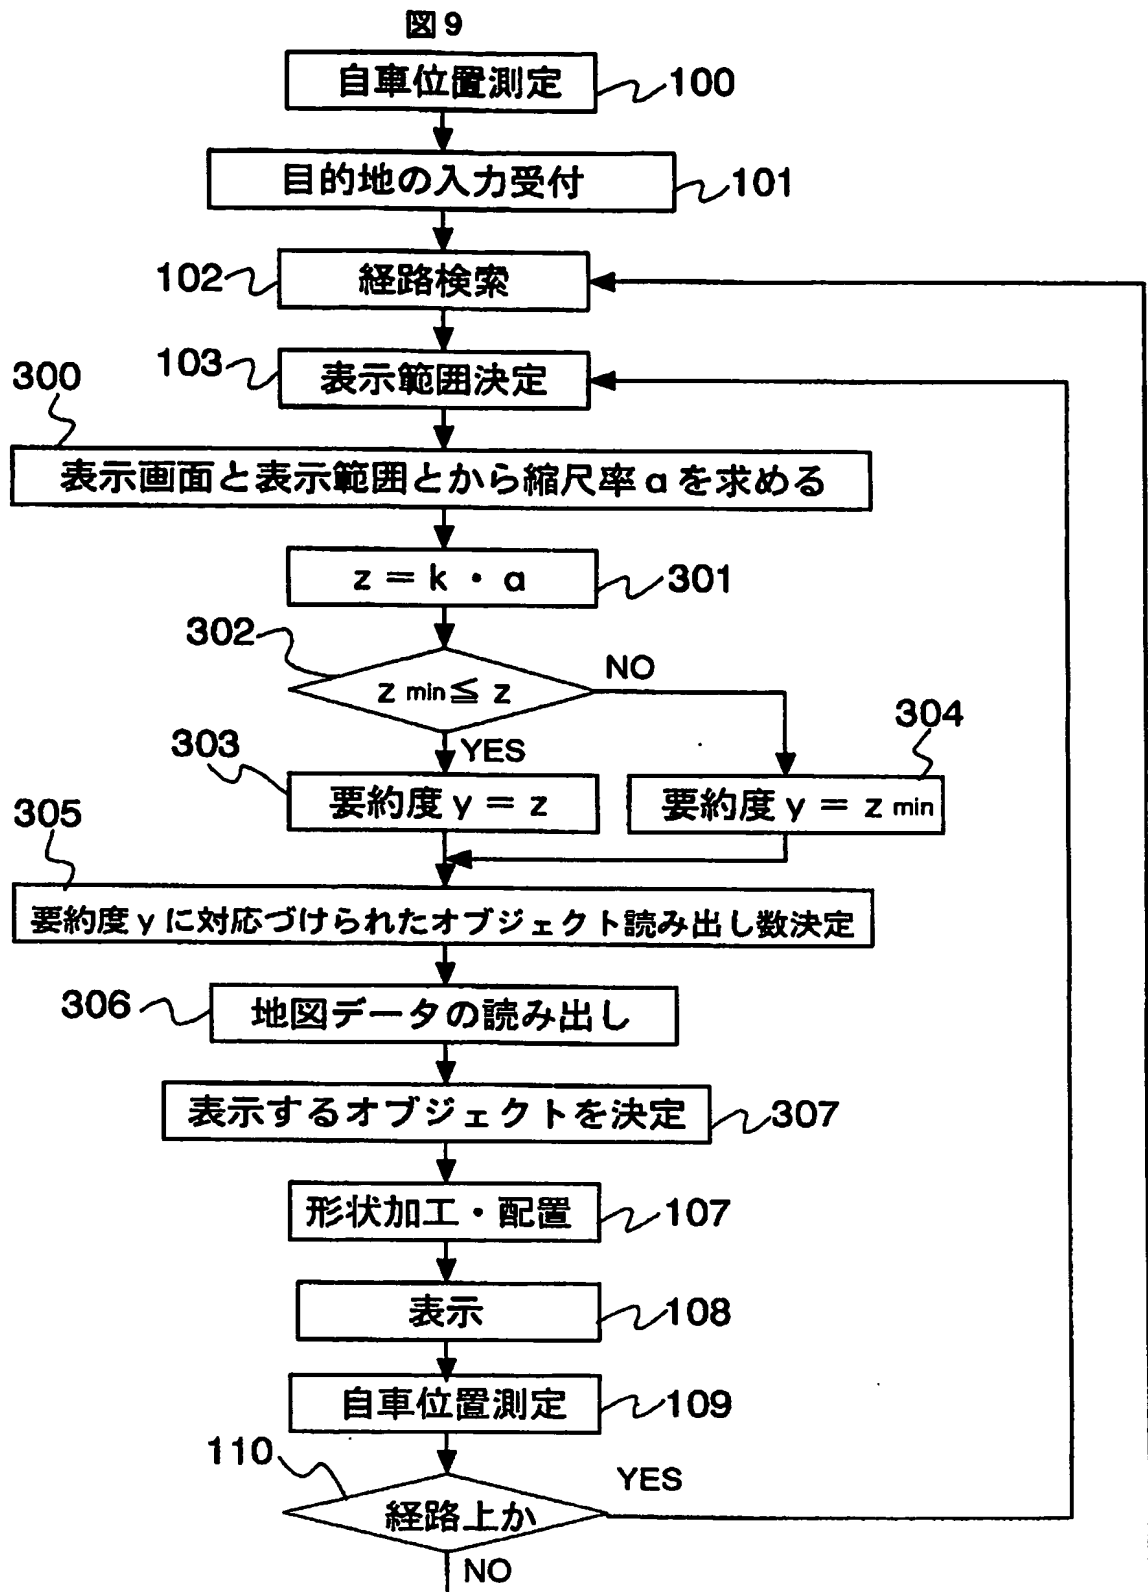 図9
自車位置測定
100
目的地の入力受付
101
102
経路検索
103
表示範囲決定
300
表示画面と表示範囲とから縮尺率αを求める
z = k ・ α
301
302
z min ≦ z
NO
YES
303
要約度 y = z
304
要約度 y = z min
305
要約度 y に対応づけられたオブジェクト読み出し数決定
306
地図データの読み出し
表示するオブジェクトを決定
307
形状加工・配置
107
表示
108
自車位置測定
109
110
経路上か
YES
NO